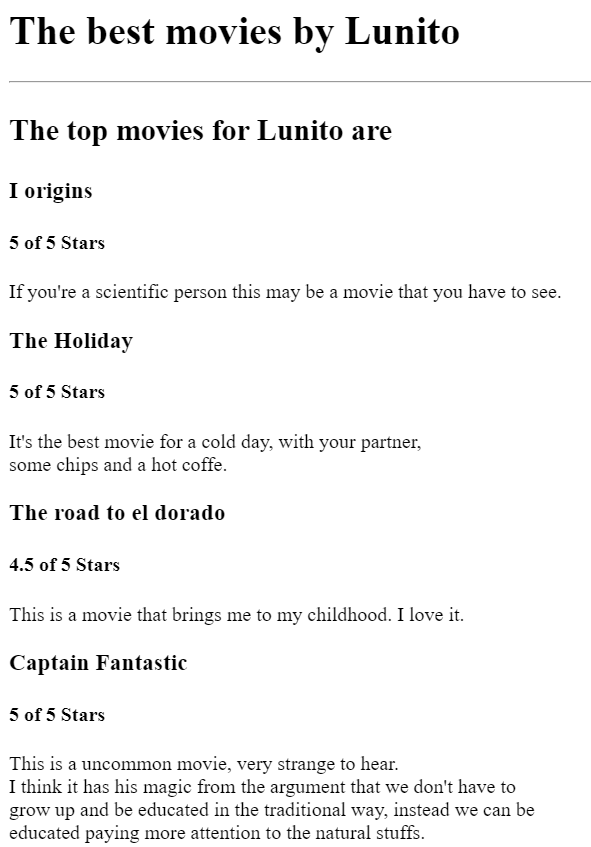 The best movies by Lunito
The top movies for Lunito are
I origins
5 of 5 Stars
If you're a scientific person this may be a movie that you have to see.
The Holiday
5 of 5 Stars
It's the best movie for a cold day, with your partner,
some chips and a hot coffe.
The road to el dorado
4.5 of 5 Stars
This is a movie that brings me to my childhood. I love it.
Captain Fantastic
5 of 5 Stars
This is a uncommon movie, very strange to hear.
I think it has his magic from the argument that we don't have to
grow up and be educated in the traditional way, instead we can be
educated paying more attention to the natural stuffs.